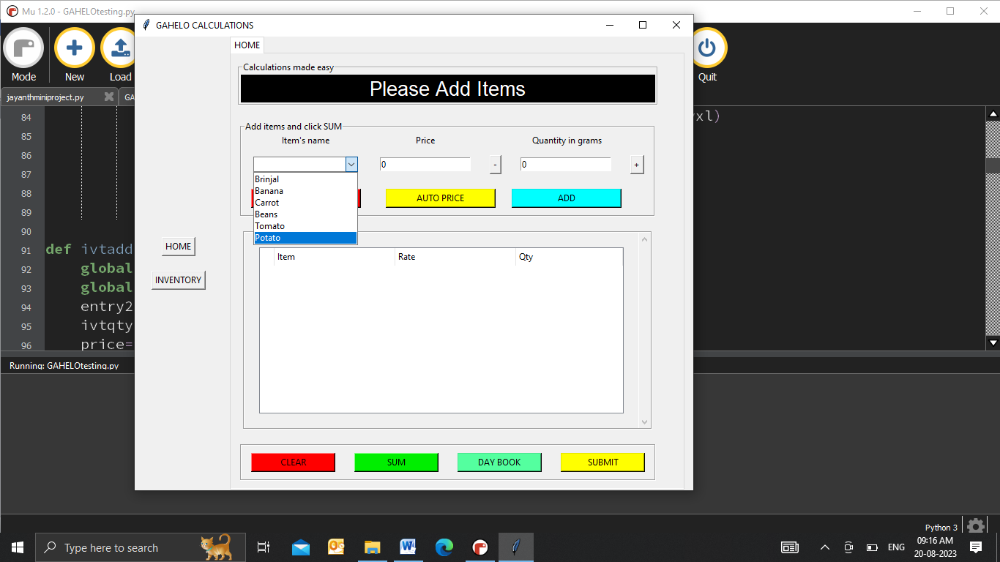 Mu 1.2.0 - GAHELOtesting.py
GAHELO CALCULATIONS
Mode
New
Load
Quit
jayanthminiproject.py
GA
HOME
Calculations made easy
Please Add Items
Add items and click SUM
Item's name Price Quantity in grams
0 - 0 +
Brinjal
Banana
Carrot
Beans
Tomato
Potato
AUTO PRICE ADD
Item Rate Qty
HOME
INVENTORY
CLEAR SUM DAY BOOK SUBMIT
84 xl)
85
86
87
88
89
90
91 def ivtadd
92 global
93 global
94 entry2
95 ivtqty
96 price=
Running: GAHELOtesting.py
Python 3
Type here to search
ENG
09:16 AM
20-08-2023